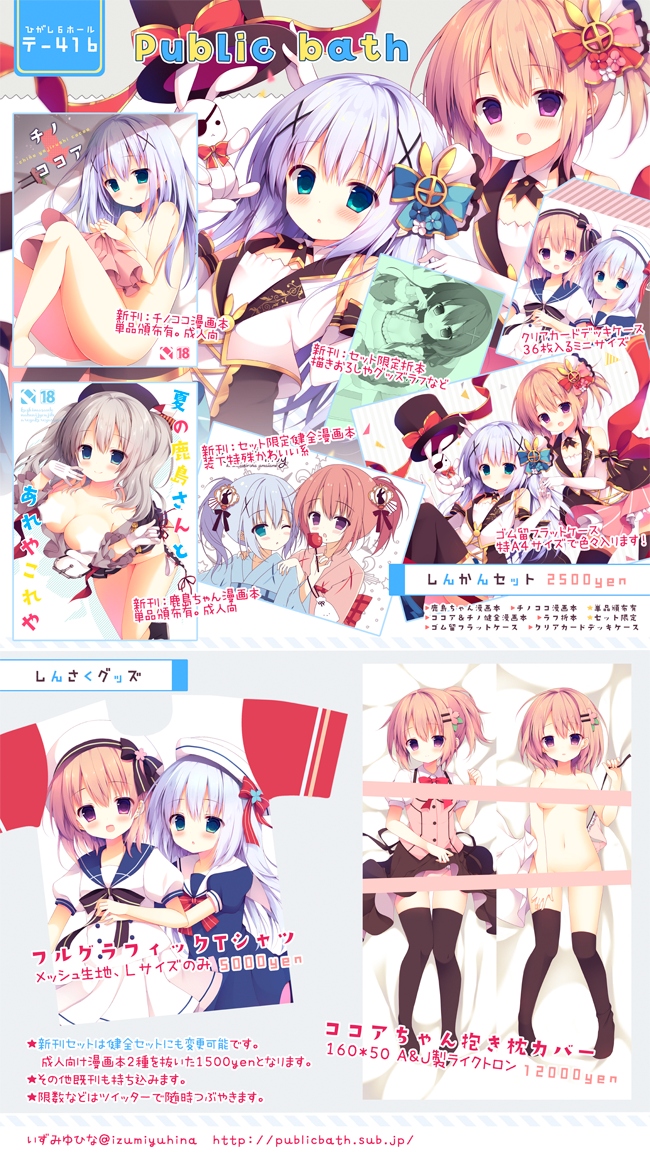 ひがし6ホール
テ-416
Public bath
チノ
ココア
新刊：チノココ漫画本
単品頒布有。成人向
18
新刊：セット限定折本
描きおろしやグッズ ラフなど
クリアカードデッキケース
36枚入るミニサイズ
18
夏の鹿島さんと
あれやこれや
新刊：セット限定健全漫画本
装丁特殊かわいい系
新刊：鹿島ちゃん漫画本
単品頒布有。成人向
ゴム留フラットケース
特A4サイズで色々入ります！
しんかんセット 2500yen
▶鹿島ちゃん漫画本 ▶チノココ漫画本 ★単品頒布有
▶ココア&チノ健全漫画本 ▶ラフ折本 ★セット限定
▶ゴム留フラットケース ▶クリアカードデッキケース
しんさくグッズ
フルグラフィックTシャツ
メッシュ生地、Lサイズのみ 5000yen
★新刊セットは健全セットにも変更可能です。
成人向け漫画本2種を抜いた1500yenとなります。
★その他既刊も持ち込みます。
★限数などはツイッターで随時つぶやきます。
ココアちゃん抱き枕カバー
160*50 A&J製ライクトロン 12000yen
いずみゆひな@izumiyuhina http://publicbath.sub.jp/